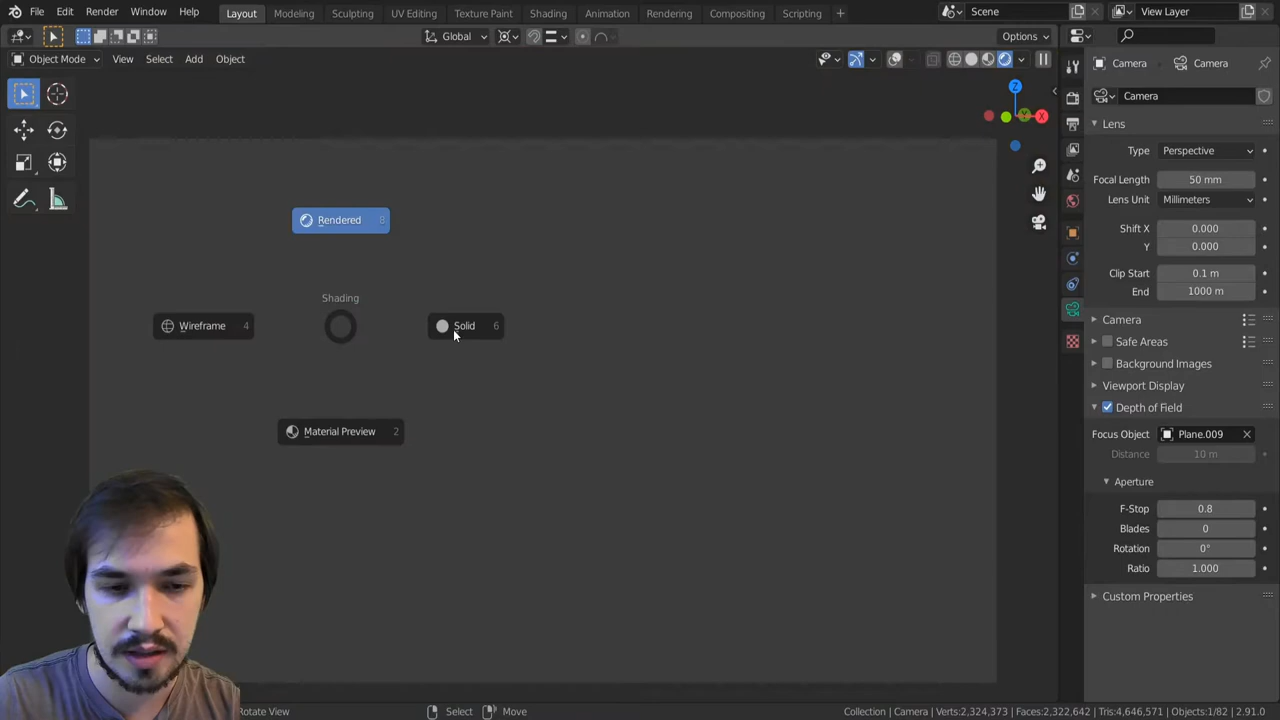 File Edit Render Window Help Layout Modeling Sculpting UV Editing Texture Paint Shading Animation Rendering Compositing Scripting + Scene View Layer
Global Options
Object Mode View Select Add Object
Z
Y X
Camera Camera
Camera
Lens
Type Perspective
Focal Length 50 mm
Lens Unit Millimeters
Shift X 0.000
Y 0.000
Clip Start 0.1 m
End 1000 m
Camera
Safe Areas
Background Images
Viewport Display
Depth of Field
Focus Object Plane.009
Distance 10 m
Aperture
F-Stop 0.8
Blades 0
Rotation 0°
Ratio 1.000
Custom Properties
Rendered 8
Shading
Wireframe 4
Solid 6
Material Preview 2
Rotate View Select Move Collection | Camera | Verts:2,324,373 | Faces:2,322,642 | Tris:4,646,571 | Objects:1/82 | 2.91.0